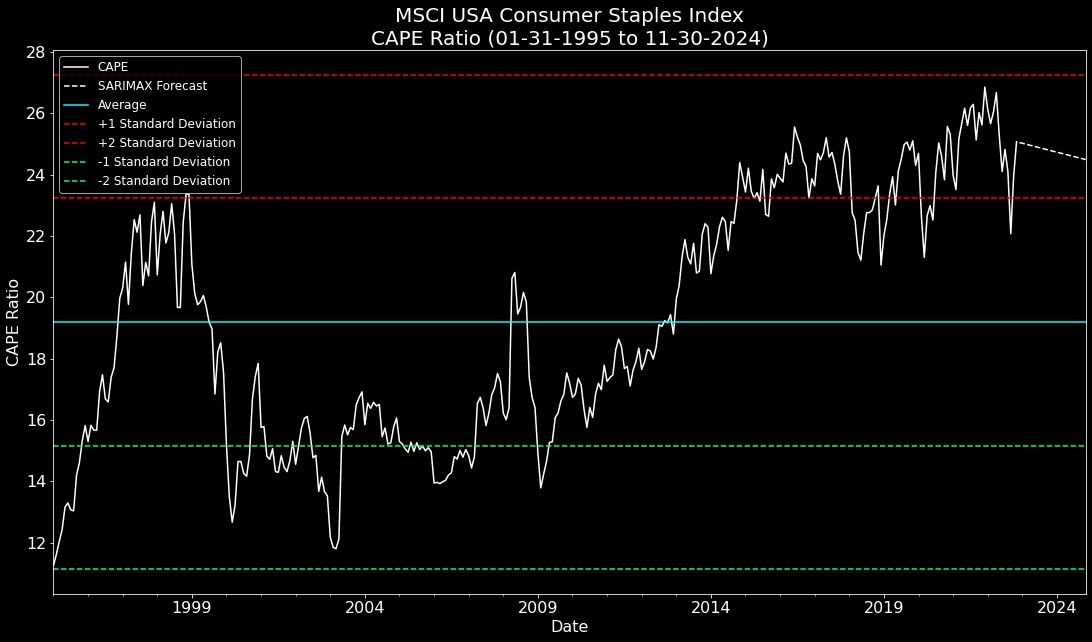 MSCI USA Consumer Staples Index
CAPE Ratio (01-31-1995 to 11-30-2024)
28
26
24
22
20
18
16
14
12
CAPE Ratio
CAPE
SARIMAX Forecast
Average
+1 Standard Deviation
+2 Standard Deviation
-1 Standard Deviation
-2 Standard Deviation
1999 2004 2009 2014 2019 2024
Date